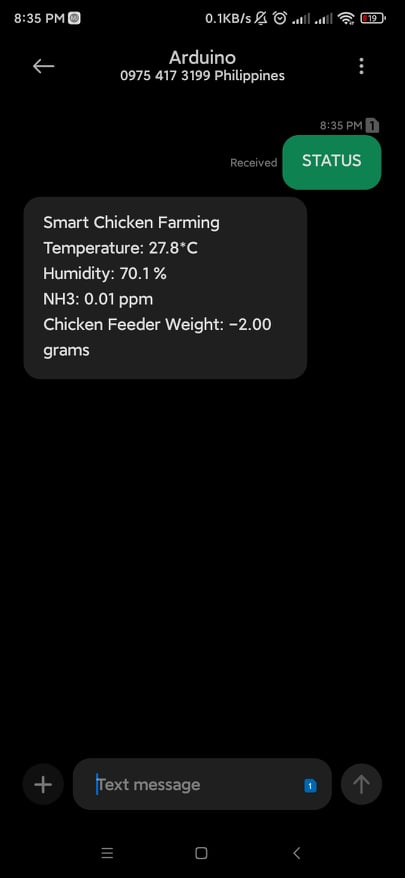 8:35 PM
0.1KB/s
19
Arduino
0975 417 3199 Philippines
8:35 PM 1
Received
STATUS
Smart Chicken Farming
Temperature: 27.8*C
Humidity: 70.1 %
NH3: 0.01 ppm
Chicken Feeder Weight: -2.00
grams
Text message
1